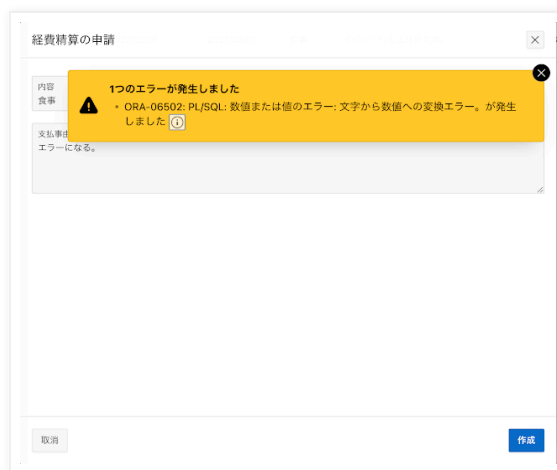 経費精算の申請
内容
食事
1つのエラーが発生しました
• ORA-06502: PL/SQL: 数値または値のエラー: 文字から数値への変換エラー。が発生
しました
支払事由
エラーになる。
取消
作成